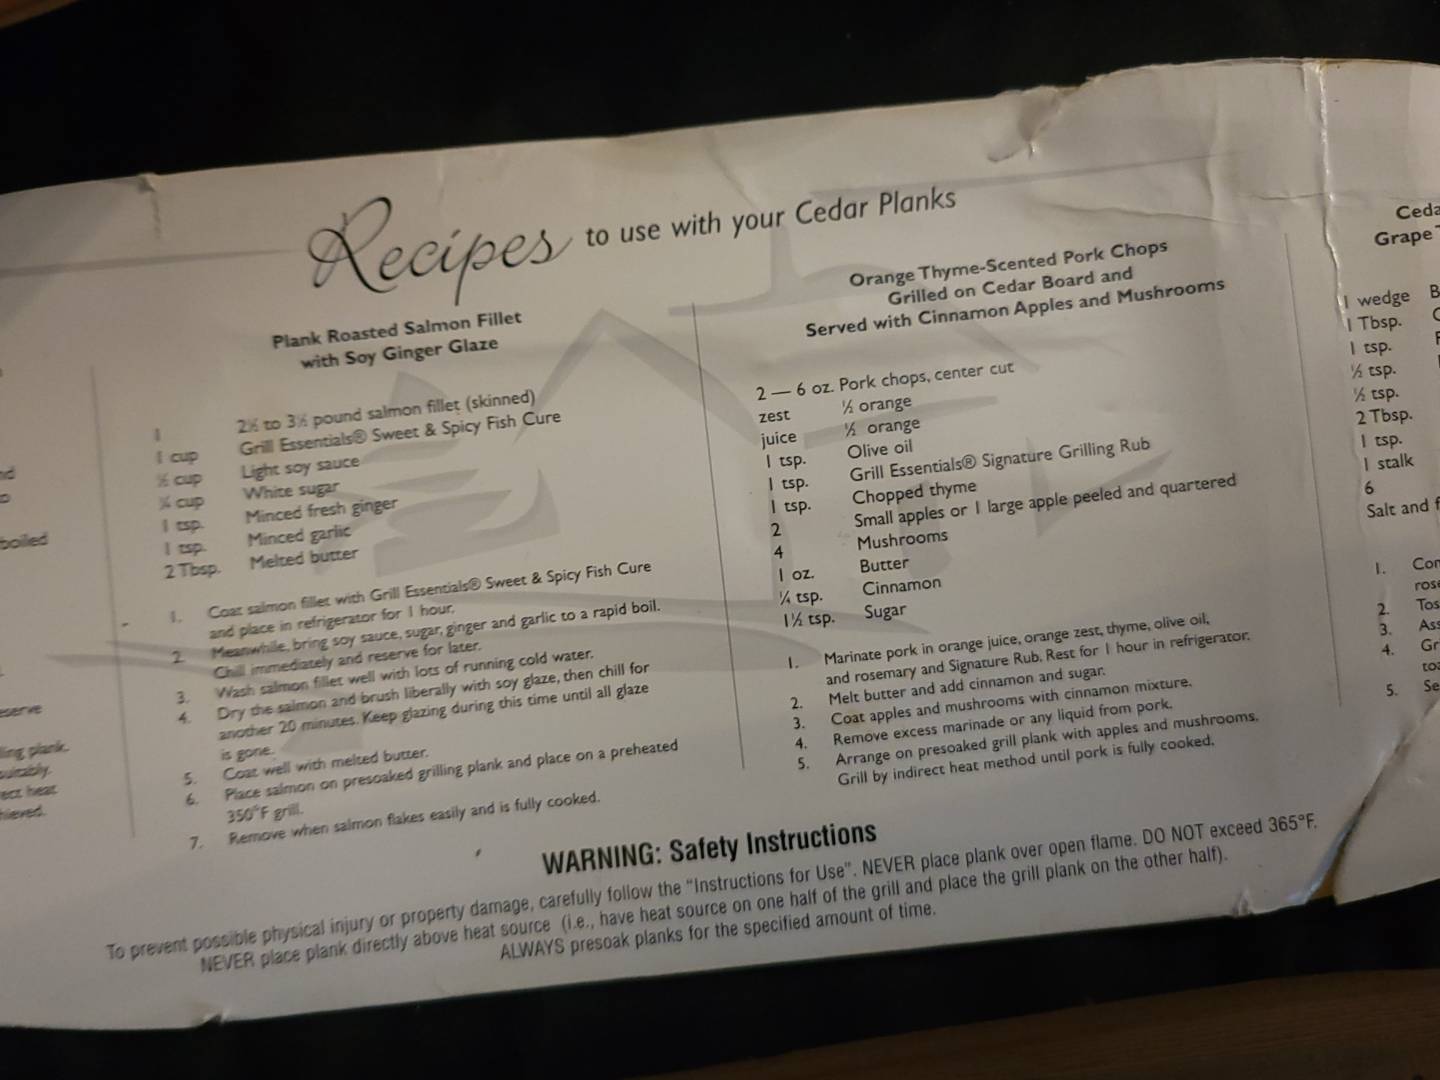 Recipes to use with your Cedar Planks
nd
boiled
eserve
ling plank.
suitably.
ect heat
hieved.
Plank Roasted Salmon Fillet
with Soy Ginger Glaze
1 2½ to 3½ pound salmon fillet (skinned)
1 cup Grill Essentials® Sweet & Spicy Fish Cure
½ cup Light soy sauce
¼ cup White sugar
1 tsp. Minced fresh ginger
1 tsp. Minced garlic
2 Tbsp. Melted butter
1. Coat salmon fillet with Grill Essentials® Sweet & Spicy Fish Cure
and place in refrigerator for 1 hour.
2. Meanwhile, bring soy sauce, sugar, ginger and garlic to a rapid boil.
Chill immediately and reserve for later.
3. Wash salmon fillet well with lots of running cold water.
4. Dry the salmon and brush liberally with soy glaze, then chill for
another 20 minutes. Keep glazing during this time until all glaze
is gone.
5. Coat well with melted butter.
6. Place salmon on presoaked grilling plank and place on a preheated
350°F grill.
7. Remove when salmon flakes easily and is fully cooked.
Orange Thyme-Scented Pork Chops
Grilled on Cedar Board and
Served with Cinnamon Apples and Mushrooms
2 — 6 oz. Pork chops, center cut
zest ½ orange
juice ½ orange
1 tsp. Olive oil
1 tsp. Grill Essentials® Signature Grilling Rub
1 tsp. Chopped thyme
2 Small apples or 1 large apple peeled and quartered
4 Mushrooms
1 oz. Butter
¼ tsp. Cinnamon
1½ tsp. Sugar
1. Marinate pork in orange juice, orange zest, thyme, olive oil,
and rosemary and Signature Rub. Rest for 1 hour in refrigerator.
2. Melt butter and add cinnamon and sugar.
3. Coat apples and mushrooms with cinnamon mixture.
4. Remove excess marinade or any liquid from pork.
5. Arrange on presoaked grill plank with apples and mushrooms.
Grill by indirect heat method until pork is fully cooked.
Ceda
Grape T
1 wedge B
1 Tbsp.
1 tsp.
½ tsp.
½ tsp.
2 Tbsp.
1 tsp.
1 stalk
6
Salt and f
1. Con
rose
2. Tos
3. Ass
4. Gr
toa
5. Se
WARNING: Safety Instructions
To prevent possible physical injury or property damage, carefully follow the "Instructions for Use". NEVER place plank over open flame. DO NOT exceed 365°F.
NEVER place plank directly above heat source (i.e., have heat source on one half of the grill and place the grill plank on the other half).
ALWAYS presoak planks for the specified amount of time.